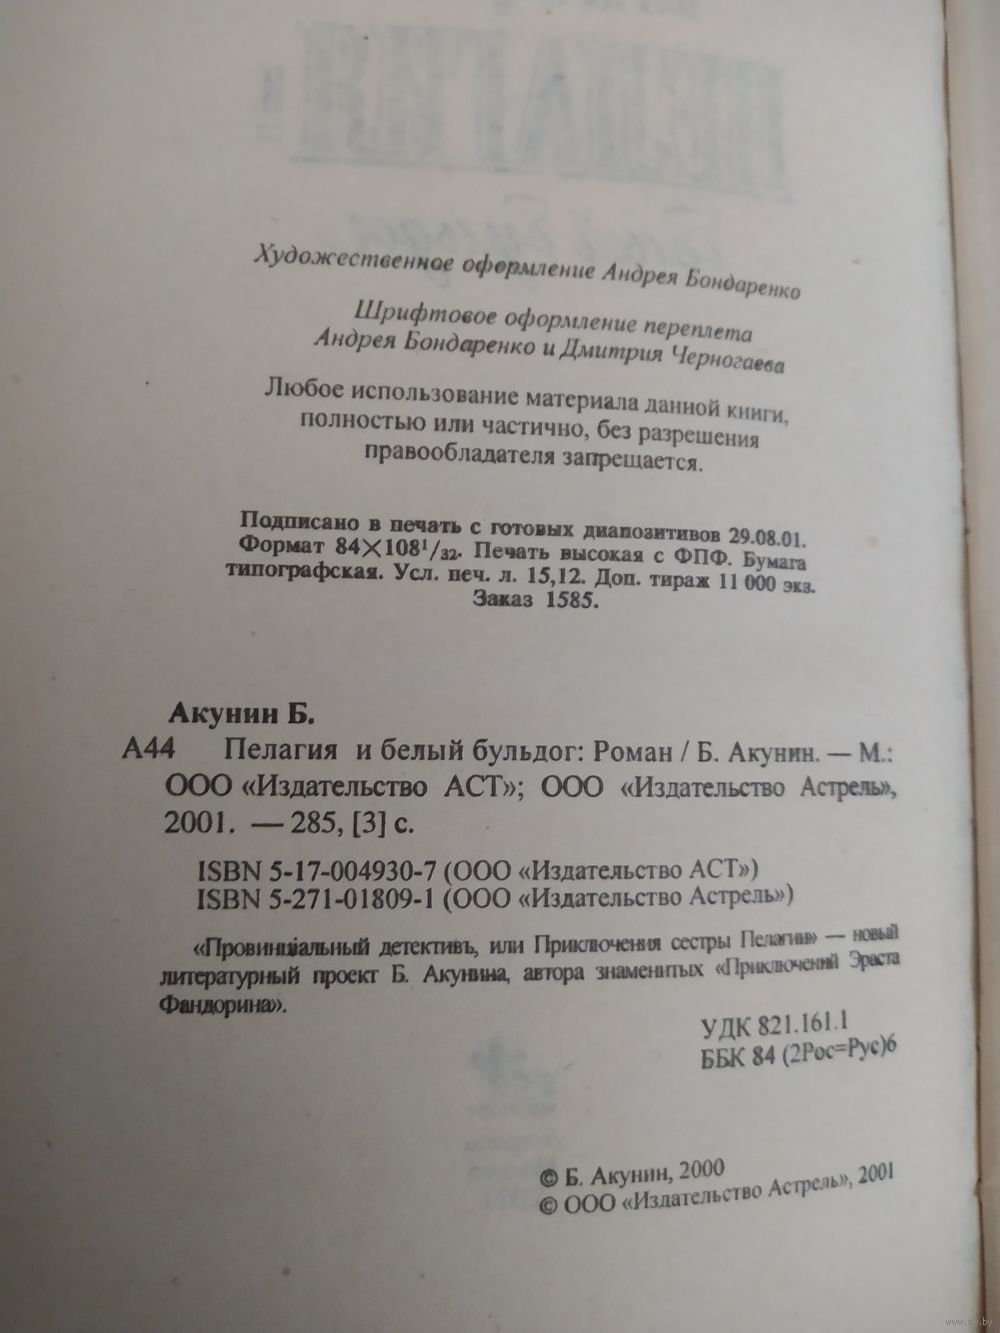 Художественное оформление Андрея Бондаренко
Шрифтовое оформление переплета
Андрея Бондаренко и Дмитрия Черногаева
Любое использование материала данной книги,
полностью или частично, без разрешения
правообладателя запрещается.
Подписано в печать с готовых диапозитивов 29.08.01.
Формат 84×108¹/₃₂. Печать высокая с ФПФ. Бумага
типографская. Усл. печ. л. 15,12. Доп. тираж 11 000 экз.
Заказ 1585.
Акунин Б.
А44 Пелагия и белый бульдог: Роман / Б. Акунин. — М.:
ООО «Издательство АСТ»; ООО «Издательство Астрель»,
2001. — 285, [3] с.
ISBN 5-17-004930-7 (ООО «Издательство АСТ»)
ISBN 5-271-01809-1 (ООО «Издательство Астрель»)
«Провинциальный детективъ, или Приключения сестры Пелагии» — новый
литературный проект Б. Акунина, автора знаменитых «Приключений Эраста
Фандорина».
УДК 821.161.1
ББК 84 (2Рос=Рус)6
© Б. Акунин, 2000
© ООО «Издательство Астрель», 2001